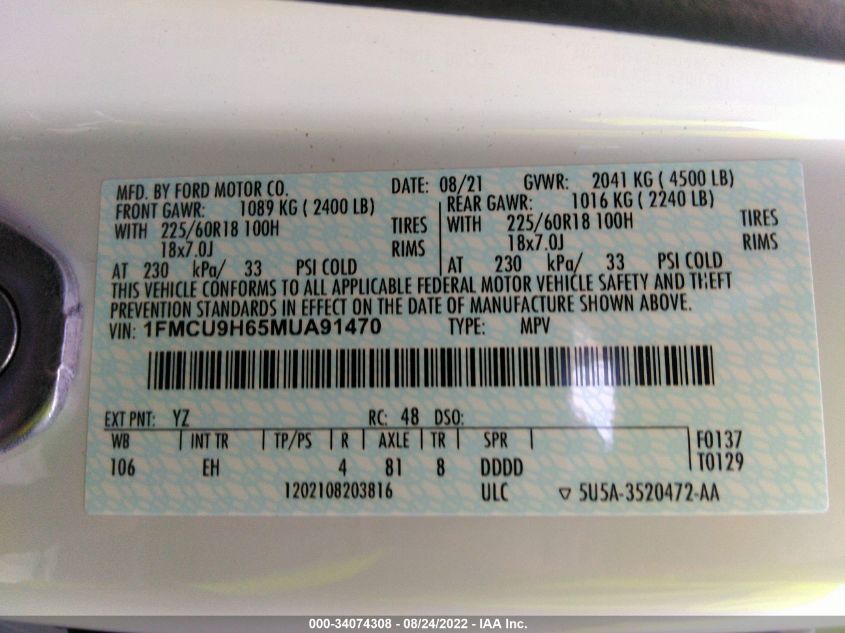 MFD. BY FORD MOTOR CO. DATE: 08/21 GVWR: 2041 KG ( 4500 LB)
FRONT GAWR: 1089 KG ( 2400 LB) REAR GAWR: 1016 KG ( 2240 LB)
WITH 225/60R18 100H TIRES WITH 225/60R18 100H TIRES
18x7.0J RIMS 18x7.0J RIMS
AT 230 kPa/ 33 PSI COLD AT 230 kPa/ 33 PSI COLD
THIS VEHICLE CONFORMS TO ALL APPLICABLE FEDERAL MOTOR VEHICLE SAFETY AND THEFT
PREVENTION STANDARDS IN EFFECT ON THE DATE OF MANUFACTURE SHOWN ABOVE.
VIN: 1FMCU9H65MUA91470 TYPE: MPV
EXT PNT: YZ RC: 48 DSO:
WB INT TR TP/PS R AXLE TR SPR F0137
106 EH 4 81 8 DDDD T0129
1202108203816 ULC ▽ 5U5A-3520472-AA
000-34074308 - 08/24/2022 - IAA Inc.